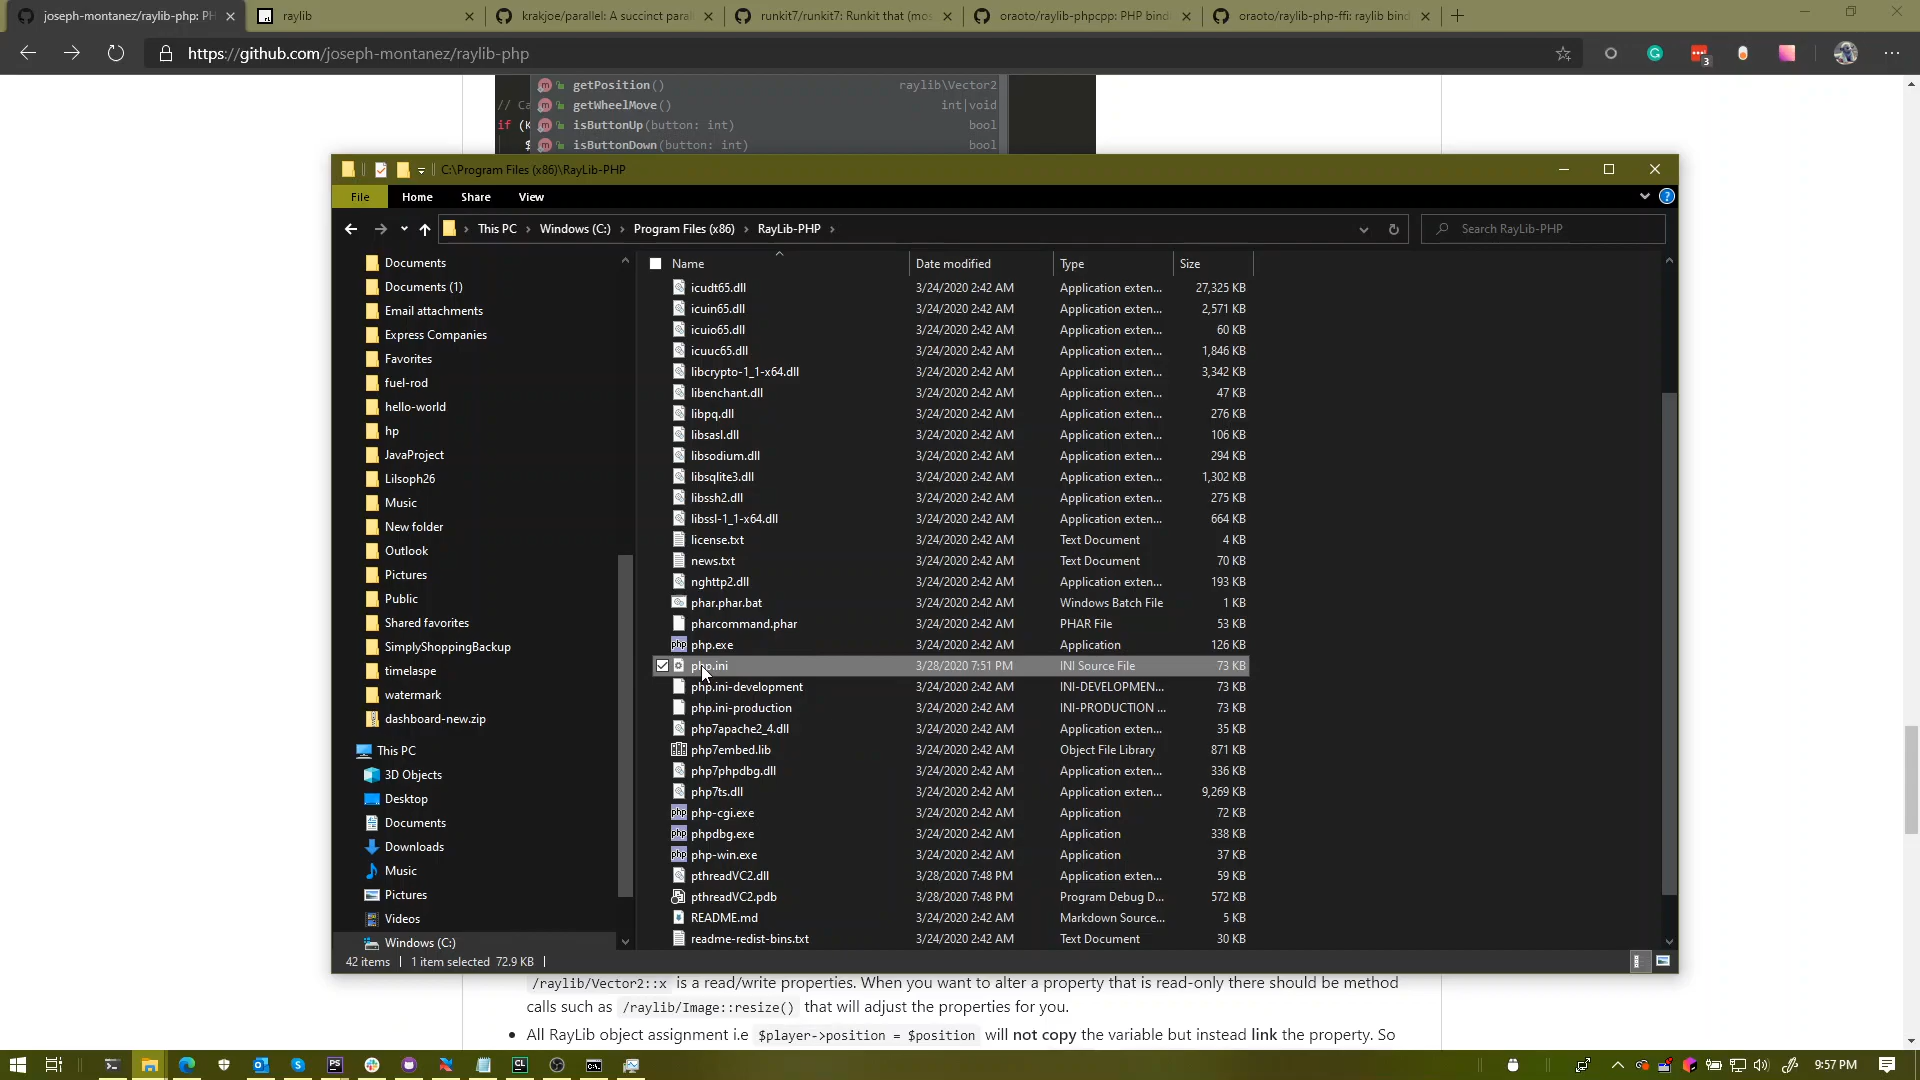 joseph-montanez/raylib-php: PH
raylib
krakjoe/parallel: A succinct paral
runkit7/runkit7: Runkit that (mos
oraoto/raylib-phpcpp: PHP bind
oraoto/raylib-php-ffi: raylib bind
https://github.com/joseph-montanez/raylib-php
3
getPosition() raylib\Vector2
// Ca getWheelMove() int|void
if (K isButtonUp(button: int) bool
$ isButtonDown(button: int) bool
C:\Program Files (x86)\RayLib-PHP
File Home Share View
This PC Windows (C:) Program Files (x86) RayLib-PHP
Search RayLib-PHP
Documents
Documents (1)
Email attachments
Express Companies
Favorites
fuel-rod
hello-world
hp
JavaProject
Lilsoph26
Music
New folder
Outlook
Pictures
Public
Shared favorites
SimplyShoppingBackup
timelaspe
watermark
dashboard-new.zip
This PC
3D Objects
Desktop
Documents
Downloads
Music
Pictures
Videos
Windows (C:)
Name Date modified Type Size
icudt65.dll 3/24/2020 2:42 AM Application exten... 27,325 KB
icuin65.dll 3/24/2020 2:42 AM Application exten... 2,571 KB
icuio65.dll 3/24/2020 2:42 AM Application exten... 60 KB
icuuc65.dll 3/24/2020 2:42 AM Application exten... 1,846 KB
libcrypto-1_1-x64.dll 3/24/2020 2:42 AM Application exten... 3,342 KB
libenchant.dll 3/24/2020 2:42 AM Application exten... 47 KB
libpq.dll 3/24/2020 2:42 AM Application exten... 276 KB
libsasl.dll 3/24/2020 2:42 AM Application exten... 106 KB
libsodium.dll 3/24/2020 2:42 AM Application exten... 294 KB
libsqlite3.dll 3/24/2020 2:42 AM Application exten... 1,302 KB
libssh2.dll 3/24/2020 2:42 AM Application exten... 275 KB
libssl-1_1-x64.dll 3/24/2020 2:42 AM Application exten... 664 KB
license.txt 3/24/2020 2:42 AM Text Document 4 KB
news.txt 3/24/2020 2:42 AM Text Document 70 KB
nghttp2.dll 3/24/2020 2:42 AM Application exten... 193 KB
phar.phar.bat 3/24/2020 2:42 AM Windows Batch File 1 KB
pharcommand.phar 3/24/2020 2:42 AM PHAR File 53 KB
php.exe 3/24/2020 2:42 AM Application 126 KB
php.ini 3/28/2020 7:51 PM INI Source File 73 KB
php.ini-development 3/24/2020 2:42 AM INI-DEVELOPMEN... 73 KB
php.ini-production 3/24/2020 2:42 AM INI-PRODUCTION ... 73 KB
php7apache2_4.dll 3/24/2020 2:42 AM Application exten... 35 KB
php7embed.lib 3/24/2020 2:42 AM Object File Library 871 KB
php7phpdbg.dll 3/24/2020 2:42 AM Application exten... 336 KB
php7ts.dll 3/24/2020 2:42 AM Application exten... 9,269 KB
php-cgi.exe 3/24/2020 2:42 AM Application 72 KB
phpdbg.exe 3/24/2020 2:42 AM Application 338 KB
php-win.exe 3/24/2020 2:42 AM Application 37 KB
pthreadVC2.dll 3/28/2020 7:48 PM Application exten... 59 KB
pthreadVC2.pdb 3/28/2020 7:48 PM Program Debug D... 572 KB
README.md 3/24/2020 2:42 AM Markdown Source... 5 KB
readme-redist-bins.txt 3/24/2020 2:42 AM Text Document 30 KB
42 items 1 item selected 72.9 KB
/raylib/Vector2::x is a read/write properties. When you want to alter a property that is read-only there should be method
calls such as /raylib/Image::resize() that will adjust the properties for you.
• All RayLib object assignment i.e $player->position = $position will not copy the variable but instead link the property. So
9:57 PM